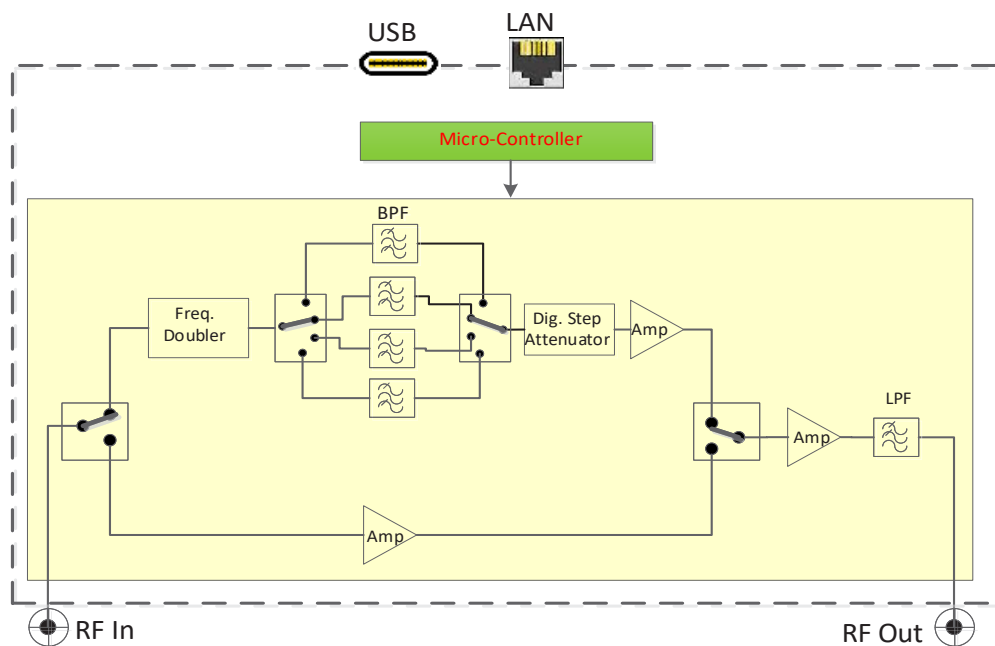 USB
LAN
Micro-Controller
BPF
Freq.
Doubler
Dig. Step
Attenuator
Amp
LPF
Amp
Amp
RF In
RF Out